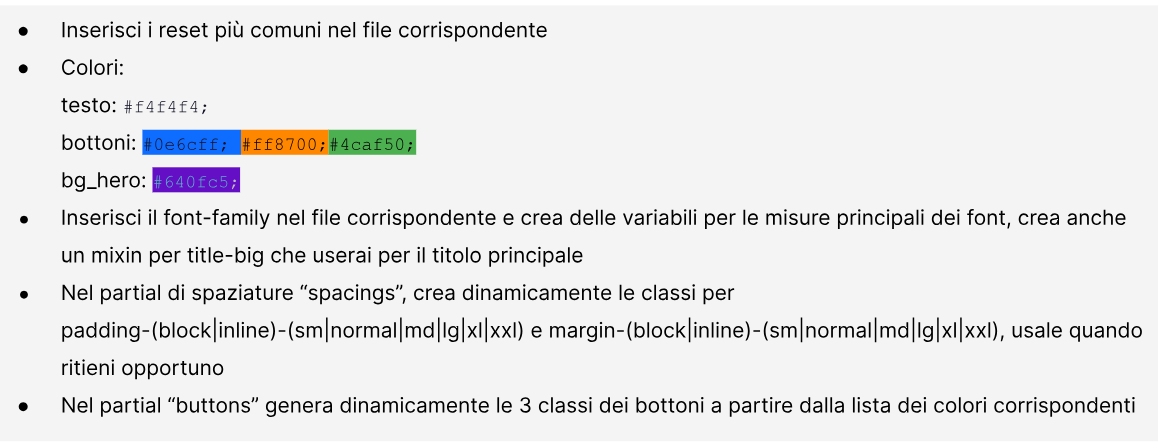 ● Inserisci i reset più comuni nel file corrispondente
● Colori:
testo: #f4f4f4;
bottoni: #0e6cff; #ff8700;#4caf50;
bg_hero: #640fc5;
● Inserisci il font-family nel file corrispondente e crea delle variabili per le misure principali dei font, crea anche
un mixin per title-big che userai per il titolo principale
● Nel partial di spaziature “spacings”, crea dinamicamente le classi per
padding-(block|inline)-(sm|normal|md|lg|xl|xxl) e margin-(block|inline)-(sm|normal|md|lg|xl|xxl), usale quando
ritieni opportuno
● Nel partial “buttons” genera dinamicamente le 3 classi dei bottoni a partire dalla lista dei colori corrispondenti